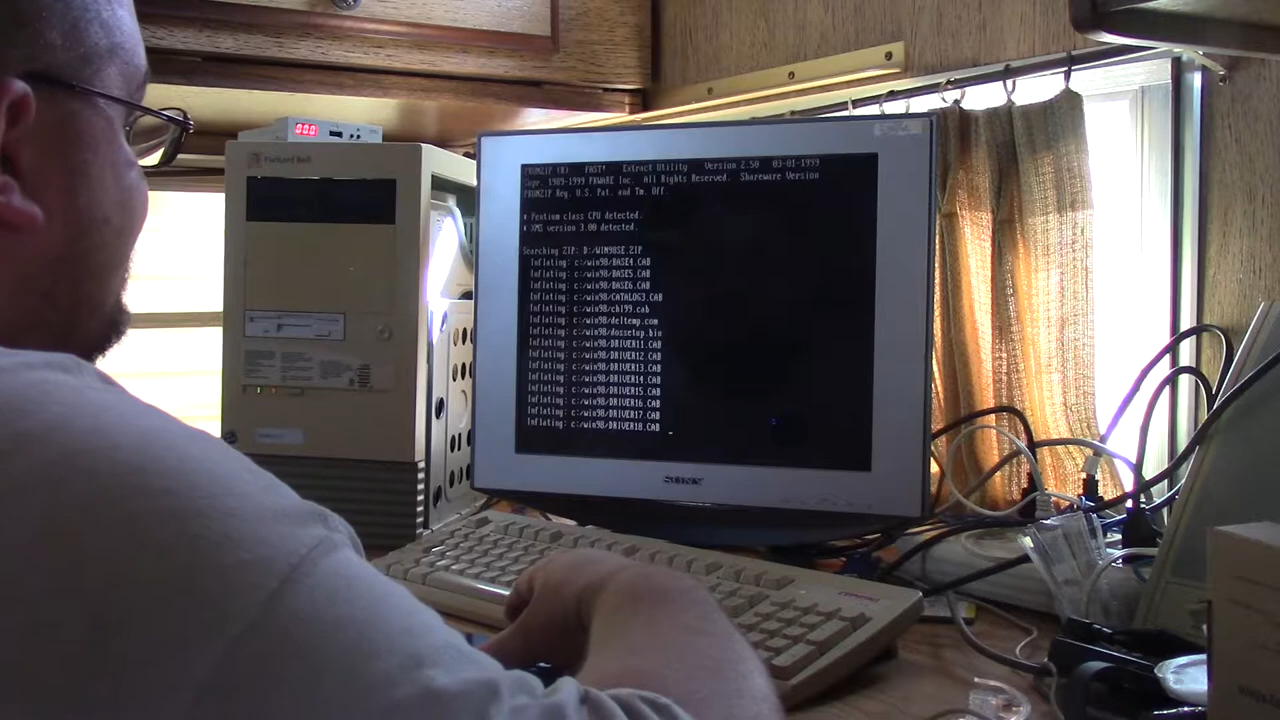 000
Packard Bell
PKUNZIP (R) FAST! Extract Utility Version 2.50 03-01-1999
Copr. 1989-1999 PKWARE Inc. All Rights Reserved. Shareware Version
PKUNZIP Reg. U.S. Pat. and Tm. Off.
■ Pentium class CPU detected.
■ XMS version 3.00 detected.
Searching ZIP: D:/WIN98SE.ZIP
Inflating: c:/win98/BASE4.CAB
Inflating: c:/win98/BASE5.CAB
Inflating: c:/win98/BASE6.CAB
Inflating: c:/win98/CATALOG3.CAB
Inflating: c:/win98/chl99.cab
Inflating: c:/win98/deltemp.com
Inflating: c:/win98/dossetup.bin
Inflating: c:/win98/DRIVER11.CAB
Inflating: c:/win98/DRIVER12.CAB
Inflating: c:/win98/DRIVER13.CAB
Inflating: c:/win98/DRIVER14.CAB
Inflating: c:/win98/DRIVER15.CAB
Inflating: c:/win98/DRIVER16.CAB
Inflating: c:/win98/DRIVER17.CAB
Inflating: c:/win98/DRIVER18.CAB _
SONY
COMPAQ